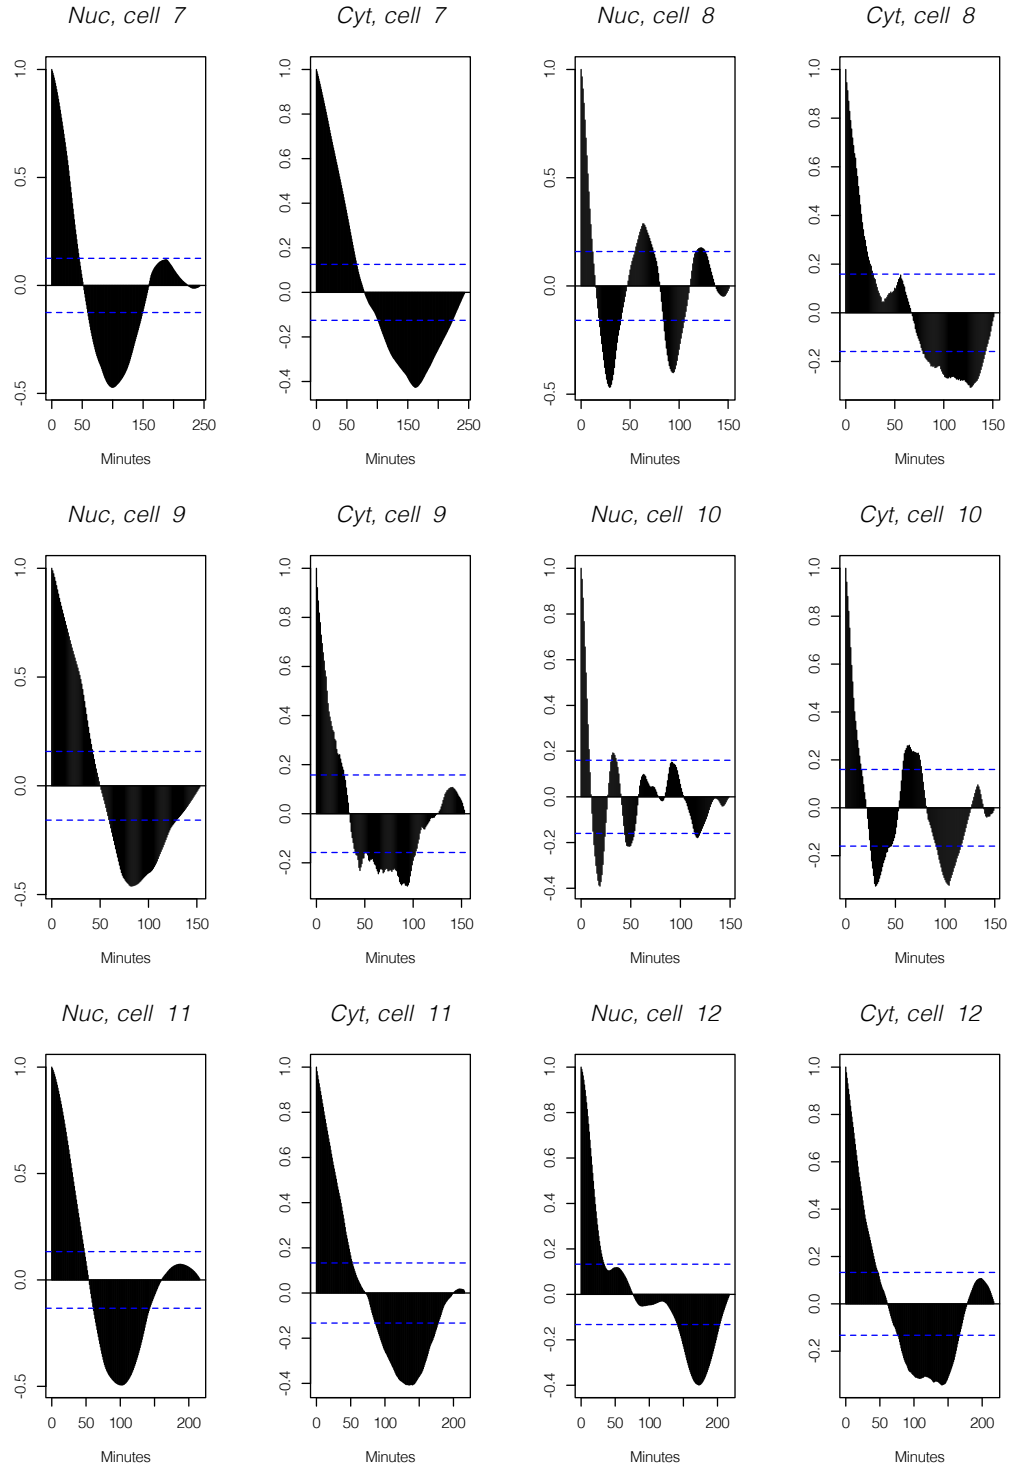 Nuc, cell 7 Cyt, cell 7 Nuc, cell 8 Cyt, cell 8
1.0 0.5 0.0 -0.5
0 50 150 250
Minutes
1.0 0.8 0.6 0.4 0.2 0.0 -0.2 -0.4
0 50 150 250
Minutes
1.0 0.5 0.0 -0.5
0 50 100 150
Minutes
1.0 0.8 0.6 0.4 0.2 0.0 -0.2
0 50 100 150
Minutes
Nuc, cell 9 Cyt, cell 9 Nuc, cell 10 Cyt, cell 10
1.0 0.5 0.0 -0.5
0 50 100 150
Minutes
1.0 0.8 0.6 0.4 0.2 0.0 -0.2
0 50 100 150
Minutes
1.0 0.8 0.6 0.4 0.2 0.0 -0.2 -0.4
0 50 100 150
Minutes
1.0 0.8 0.6 0.4 0.2 0.0 -0.2
0 50 100 150
Minutes
Nuc, cell 11 Cyt, cell 11 Nuc, cell 12 Cyt, cell 12
1.0 0.5 0.0 -0.5
0 50 100 200
Minutes
1.0 0.8 0.6 0.4 0.2 0.0 -0.2 -0.4
0 50 100 200
Minutes
1.0 0.8 0.6 0.4 0.2 0.0 -0.2 -0.4
0 50 100 200
Minutes
1.0 0.8 0.6 0.4 0.2 0.0 -0.2
0 50 100 200
Minutes